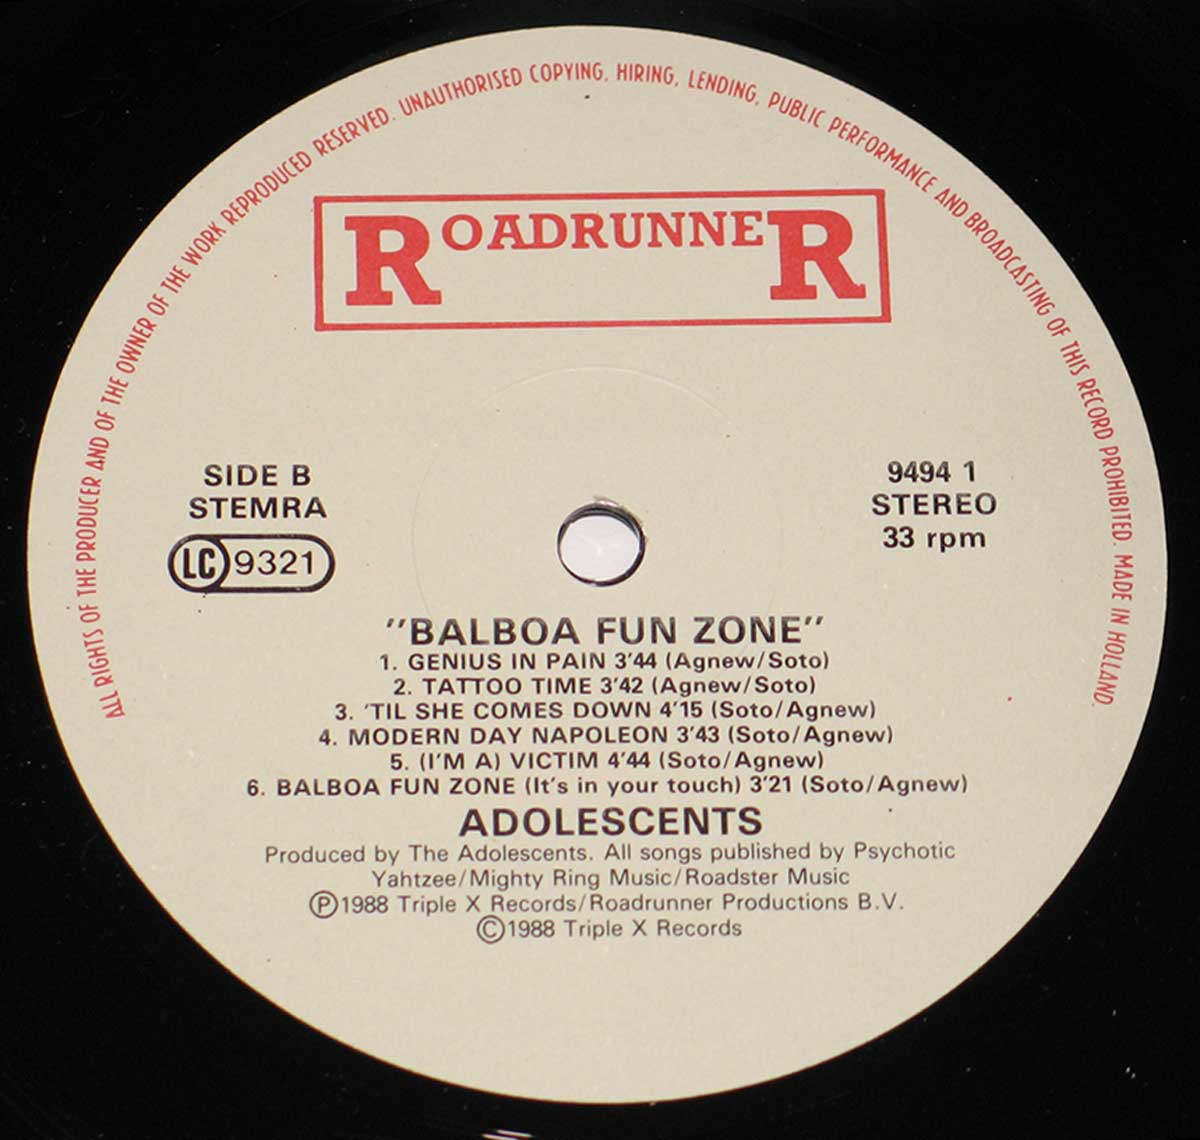 ALL RIGHTS OF THE PRODUCER AND OF THE OWNER OF THE WORK REPRODUCED RESERVED. UNAUTHORISED COPYING, HIRING, LENDING, PUBLIC PERFORMANCE AND BROADCASTING OF THIS RECORD PROHIBITED. MADE IN HOLLAND.
ROADRUNNER
SIDE B
STEMRA
LC 9321
9494 1
STEREO
33 rpm
"BALBOA FUN ZONE"
1. GENIUS IN PAIN 3'44 (Agnew/Soto)
2. TATTOO TIME 3'42 (Agnew/Soto)
3. 'TIL SHE COMES DOWN 4'15 (Soto/Agnew)
4. MODERN DAY NAPOLEON 3'43 (Soto/Agnew)
5. (I'M A) VICTIM 4'44 (Soto/Agnew)
6. BALBOA FUN ZONE (It's in your touch) 3'21 (Soto/Agnew)
ADOLESCENTS
Produced by The Adolescents. All songs published by Psychotic
Yahtzee/Mighty Ring Music/Roadster Music
Ⓟ1988 Triple X Records/Roadrunner Productions B.V.
©1988 Triple X Records